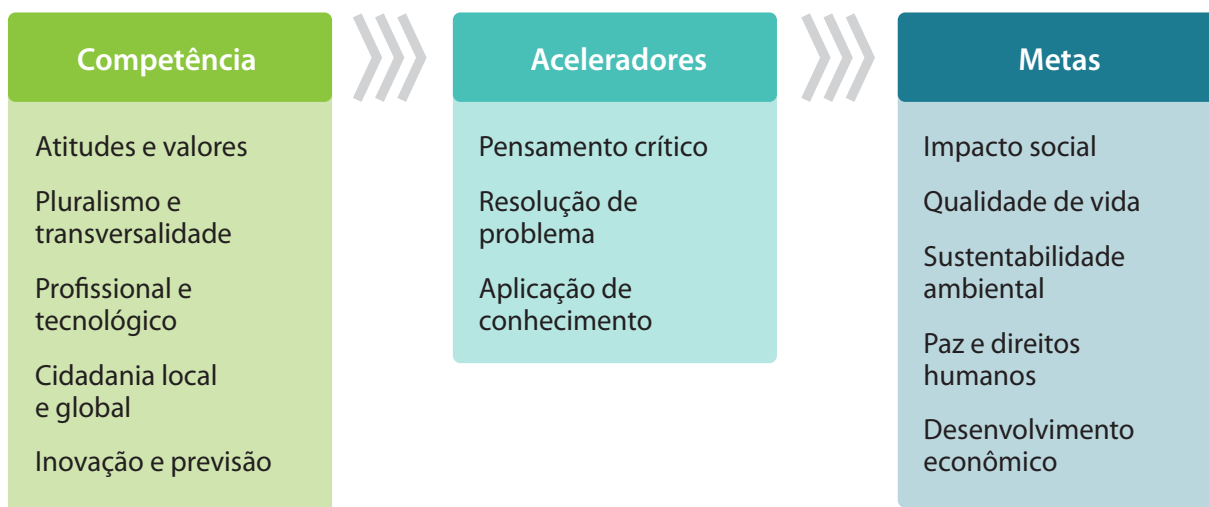 Competência
Atitudes e valores
Pluralismo e
transversalidade
Profissional e
tecnológico
Cidadania local
e global
Inovação e previsão
Aceleradores
Pensamento crítico
Resolução de
problema
Aplicação de
conhecimento
Metas
Impacto social
Qualidade de vida
Sustentabilidade
ambiental
Paz e direitos
humanos
Desenvolvimento
econômico